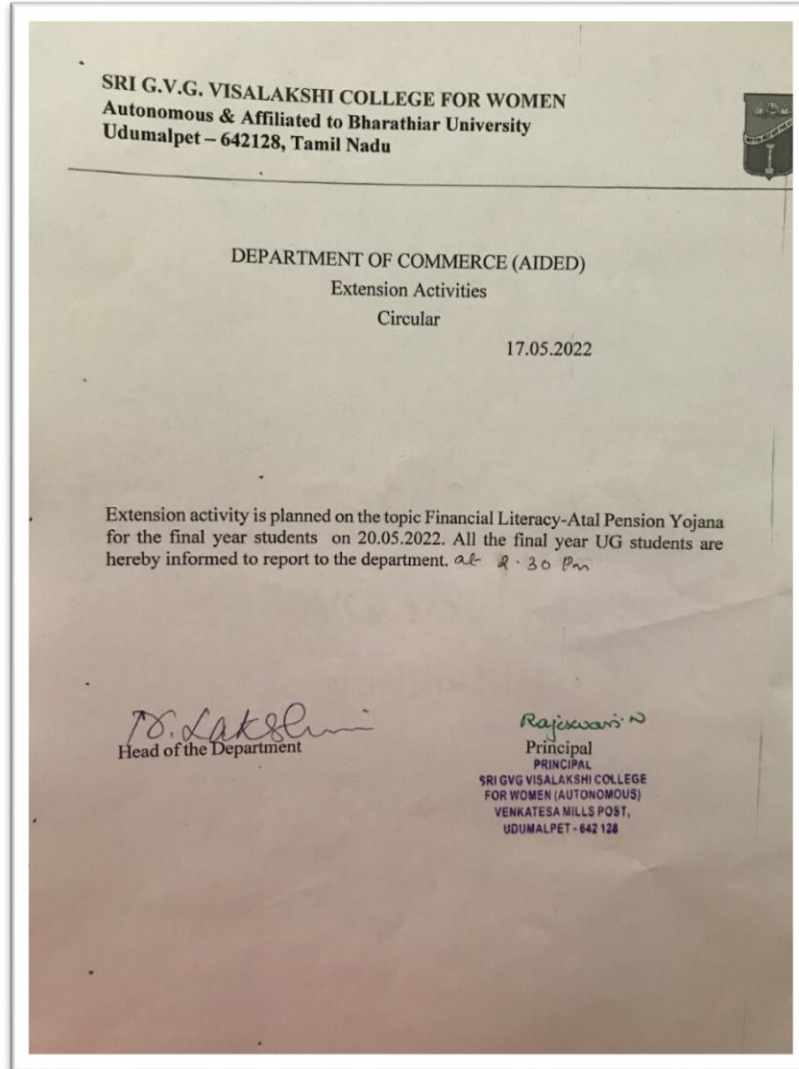 SRI G.V.G. VISALAKSHI COLLEGE FOR WOMEN
Autonomous & Affiliated to Bharathiar University
Udumalpet – 642128, Tamil Nadu
DEPARTMENT OF COMMERCE (AIDED)
Extension Activities
Circular
17.05.2022
Extension activity is planned on the topic Financial Literacy-Atal Pension Yojana
for the final year students on 20.05.2022. All the final year UG students are
hereby informed to report to the department. at 2.30 Pm
N. Lakshmi
Head of the Department
Rajeswari. N
Principal
PRINCIPAL
SRI GVG VISALAKSHI COLLEGE
FOR WOMEN (AUTONOMOUS)
VENKATESA MILLS POST,
UDUMALPET - 642 128